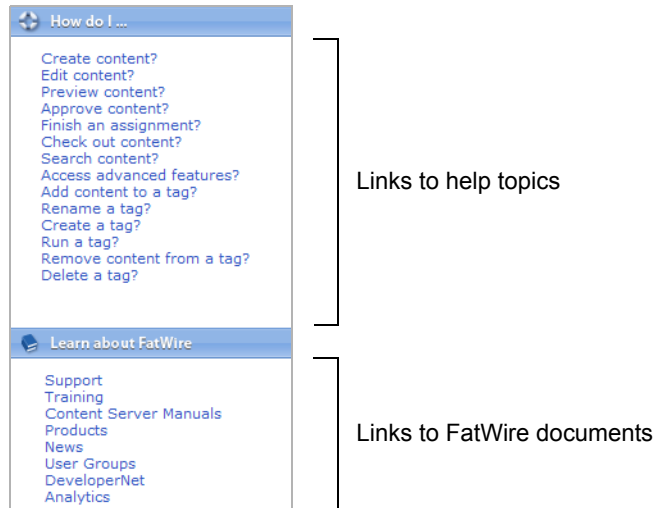 How do I ...
Create content?
Edit content?
Preview content?
Approve content?
Finish an assignment?
Check out content?
Search content?
Access advanced features?
Add content to a tag?
Rename a tag?
Create a tag?
Run a tag?
Remove content from a tag?
Delete a tag?
Links to help topics
Learn about FatWire
Support
Training
Content Server Manuals
Products
News
User Groups
DeveloperNet
Analytics
Links to FatWire documents